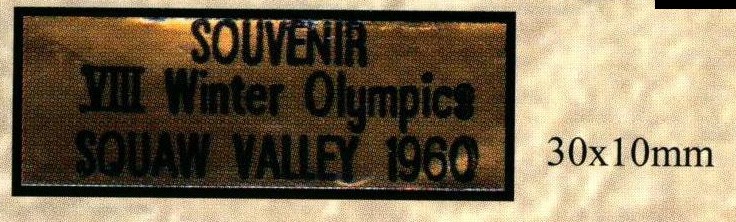 SOUVENIR
VIII Winter Olympics
SQUAW VALLEY 1960
30x10mm